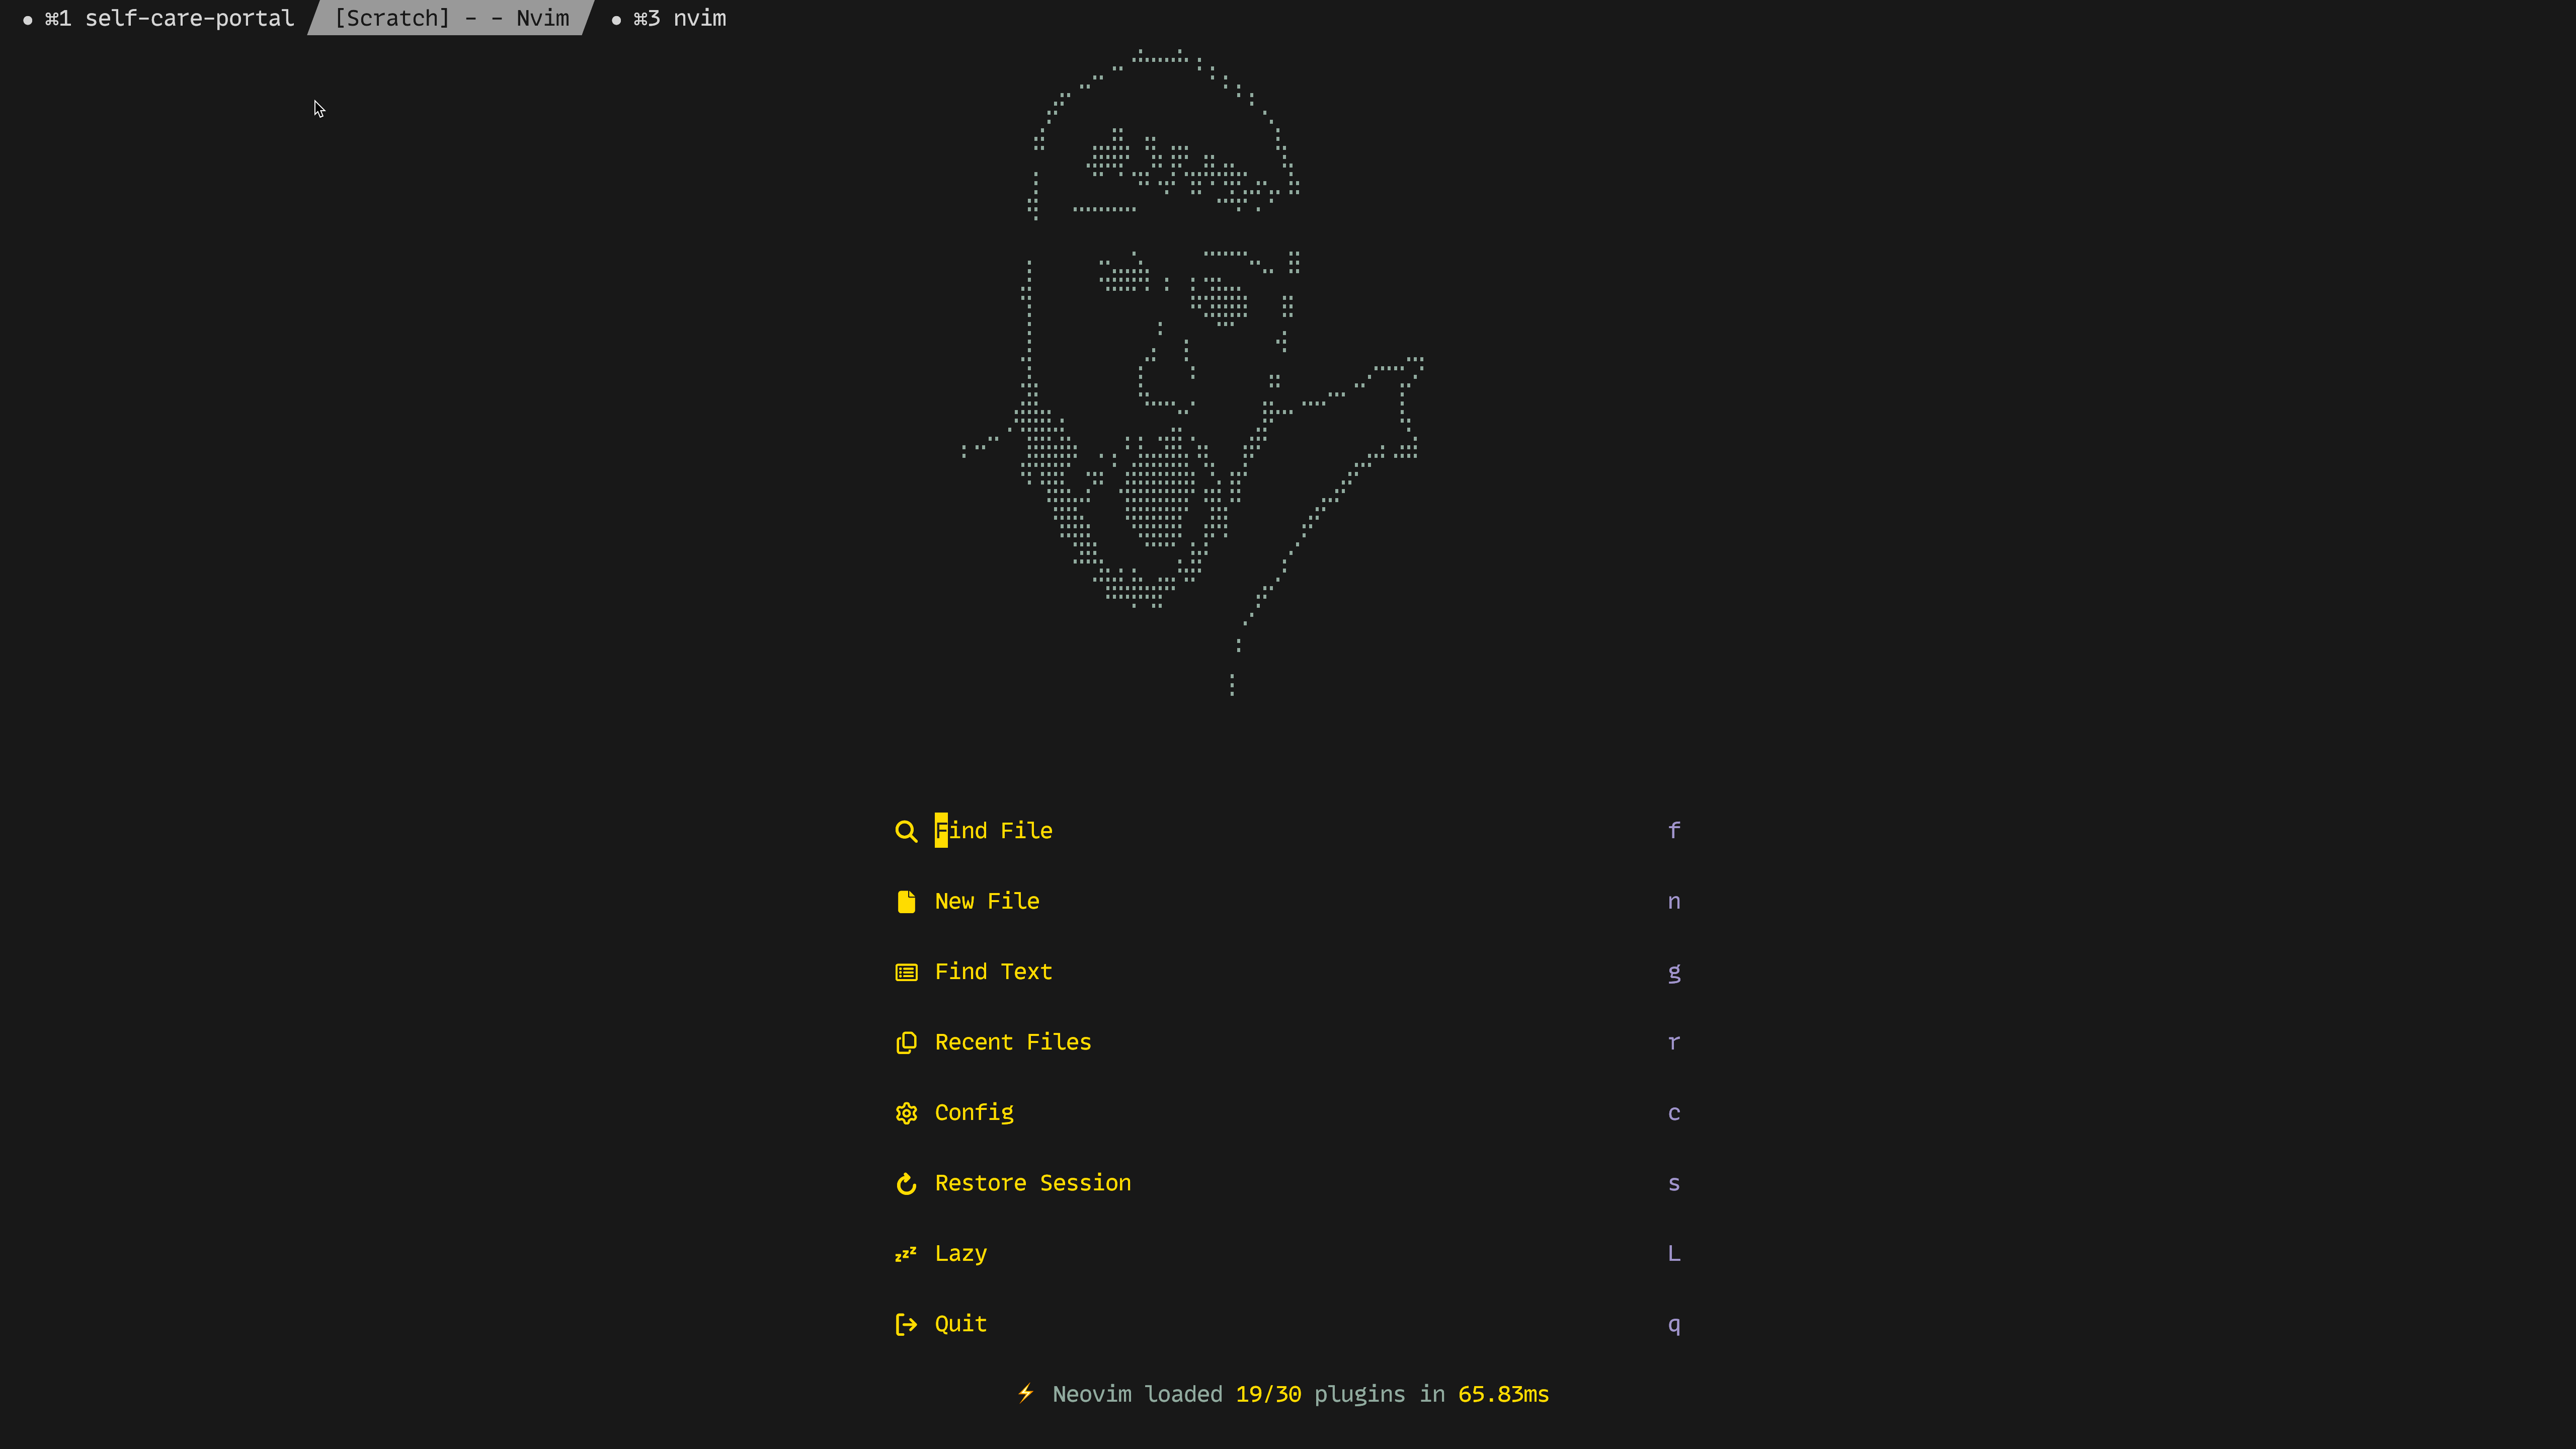 ● ⌘1 self-care-portal [Scratch] - - Nvim ● ⌘3 nvim
Find File f
New File n
Find Text g
Recent Files r
Config c
Restore Session s
Lazy L
Quit q
⚡ Neovim loaded 19/30 plugins in 65.83ms